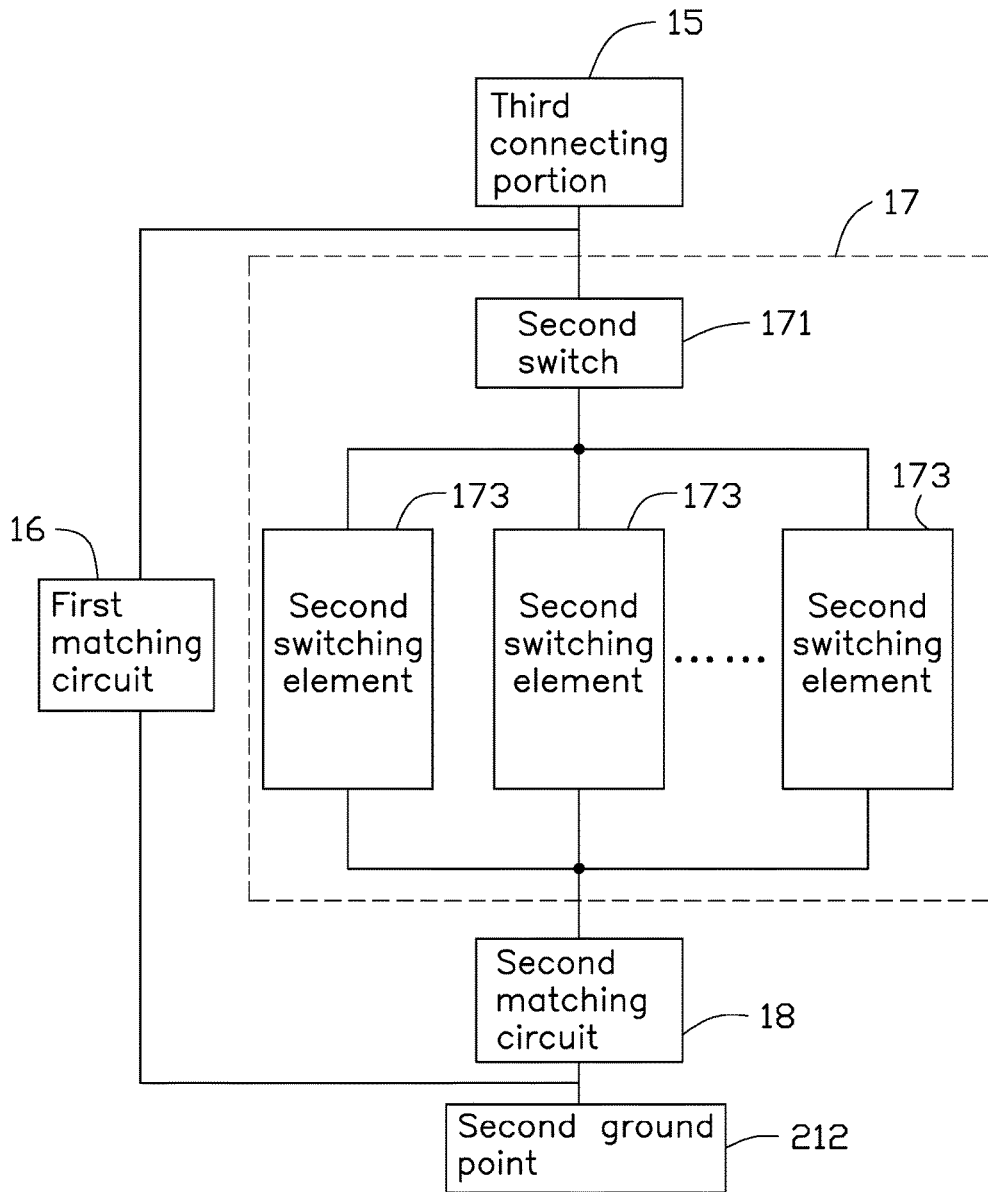 15
Third
connecting
portion
17
Second
switch
171
173
173
173
16
First
matching
circuit
Second
switching
element
Second
switching
element
......
Second
switching
element
Second
matching
circuit
18
Second ground
point
212